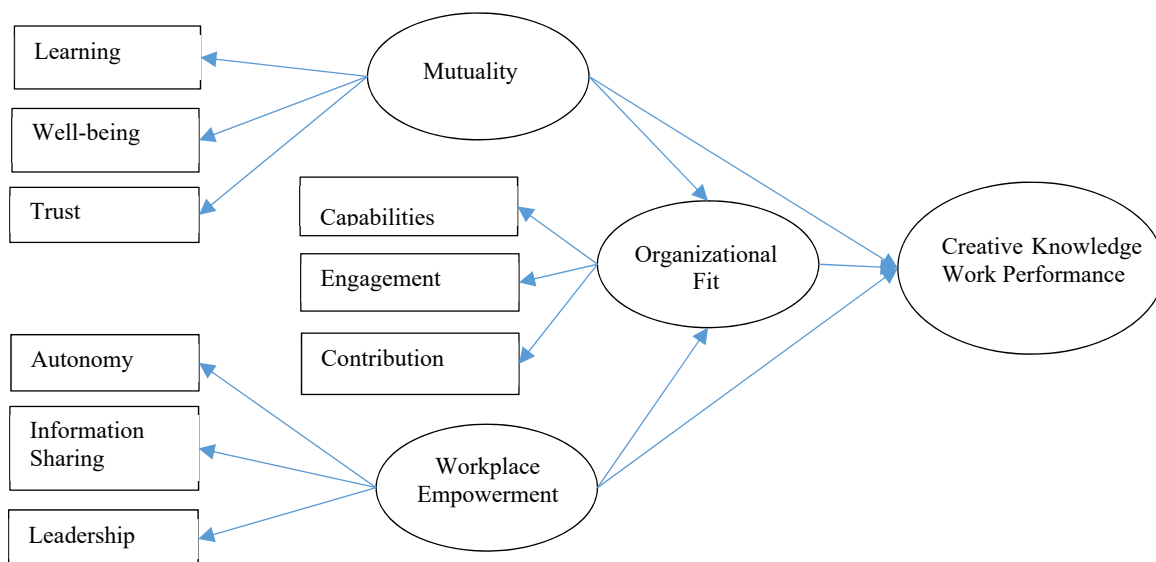 Learning
Mutuality
Well-being
Trust
Capabilities
Organizational
Fit
Creative Knowledge
Work Performance
Engagement
Contribution
Autonomy
Information
Sharing
Workplace
Empowerment
Leadership